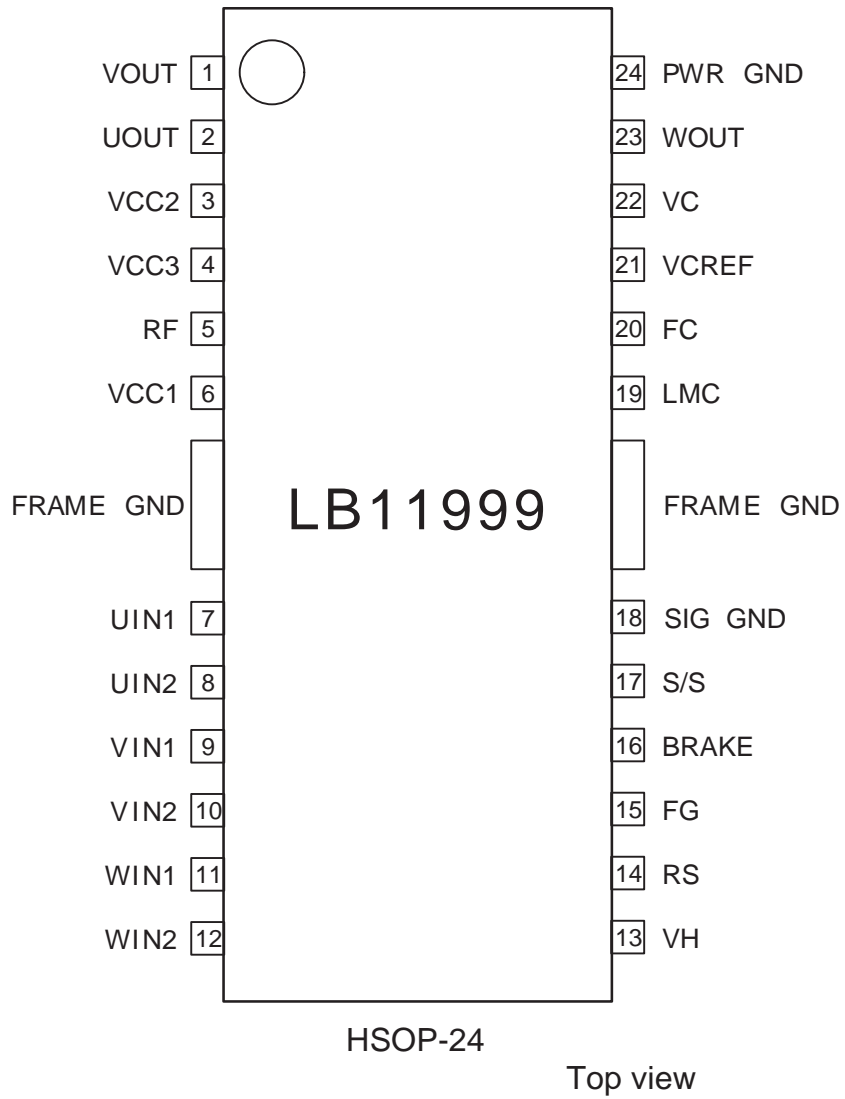 VOUT 1 24 PWR GND
UOUT 2 23 WOUT
VCC2 3 22 VC
VCC3 4 21 VCREF
RF 5 20 FC
VCC1 6 19 LMC
FRAME GND LB11999 FRAME GND
UIN1 7 18 SIG GND
UIN2 8 17 S/S
VIN1 9 16 BRAKE
VIN2 10 15 FG
WIN1 11 14 RS
WIN2 12 13 VH
HSOP-24
Top view